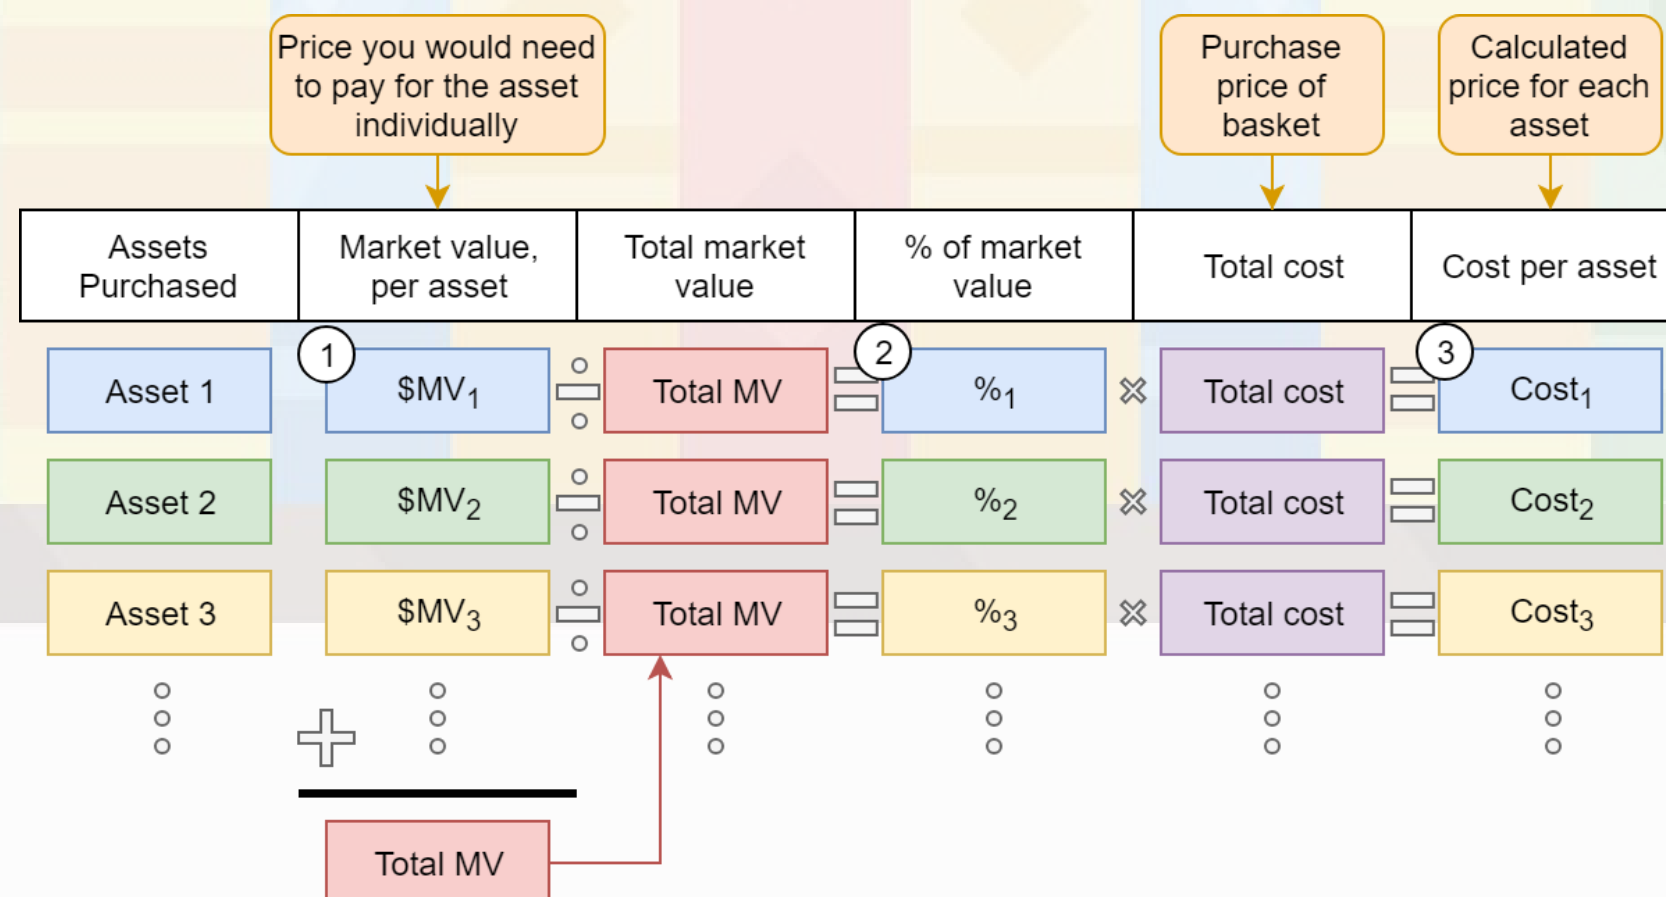 Price you would need
to pay for the asset
individually
Purchase
price of
basket
Calculated
price for each
asset
Assets
Purchased
Market value,
per asset
Total market
value
% of market
value
Total cost
Cost per asset
1
2
3
Asset 1
$MV1
Total MV
%1
Total cost
Cost1
Asset 2
$MV2
Total MV
%2
Total cost
Cost2
Asset 3
$MV3
Total MV
%3
Total cost
Cost3
Total MV